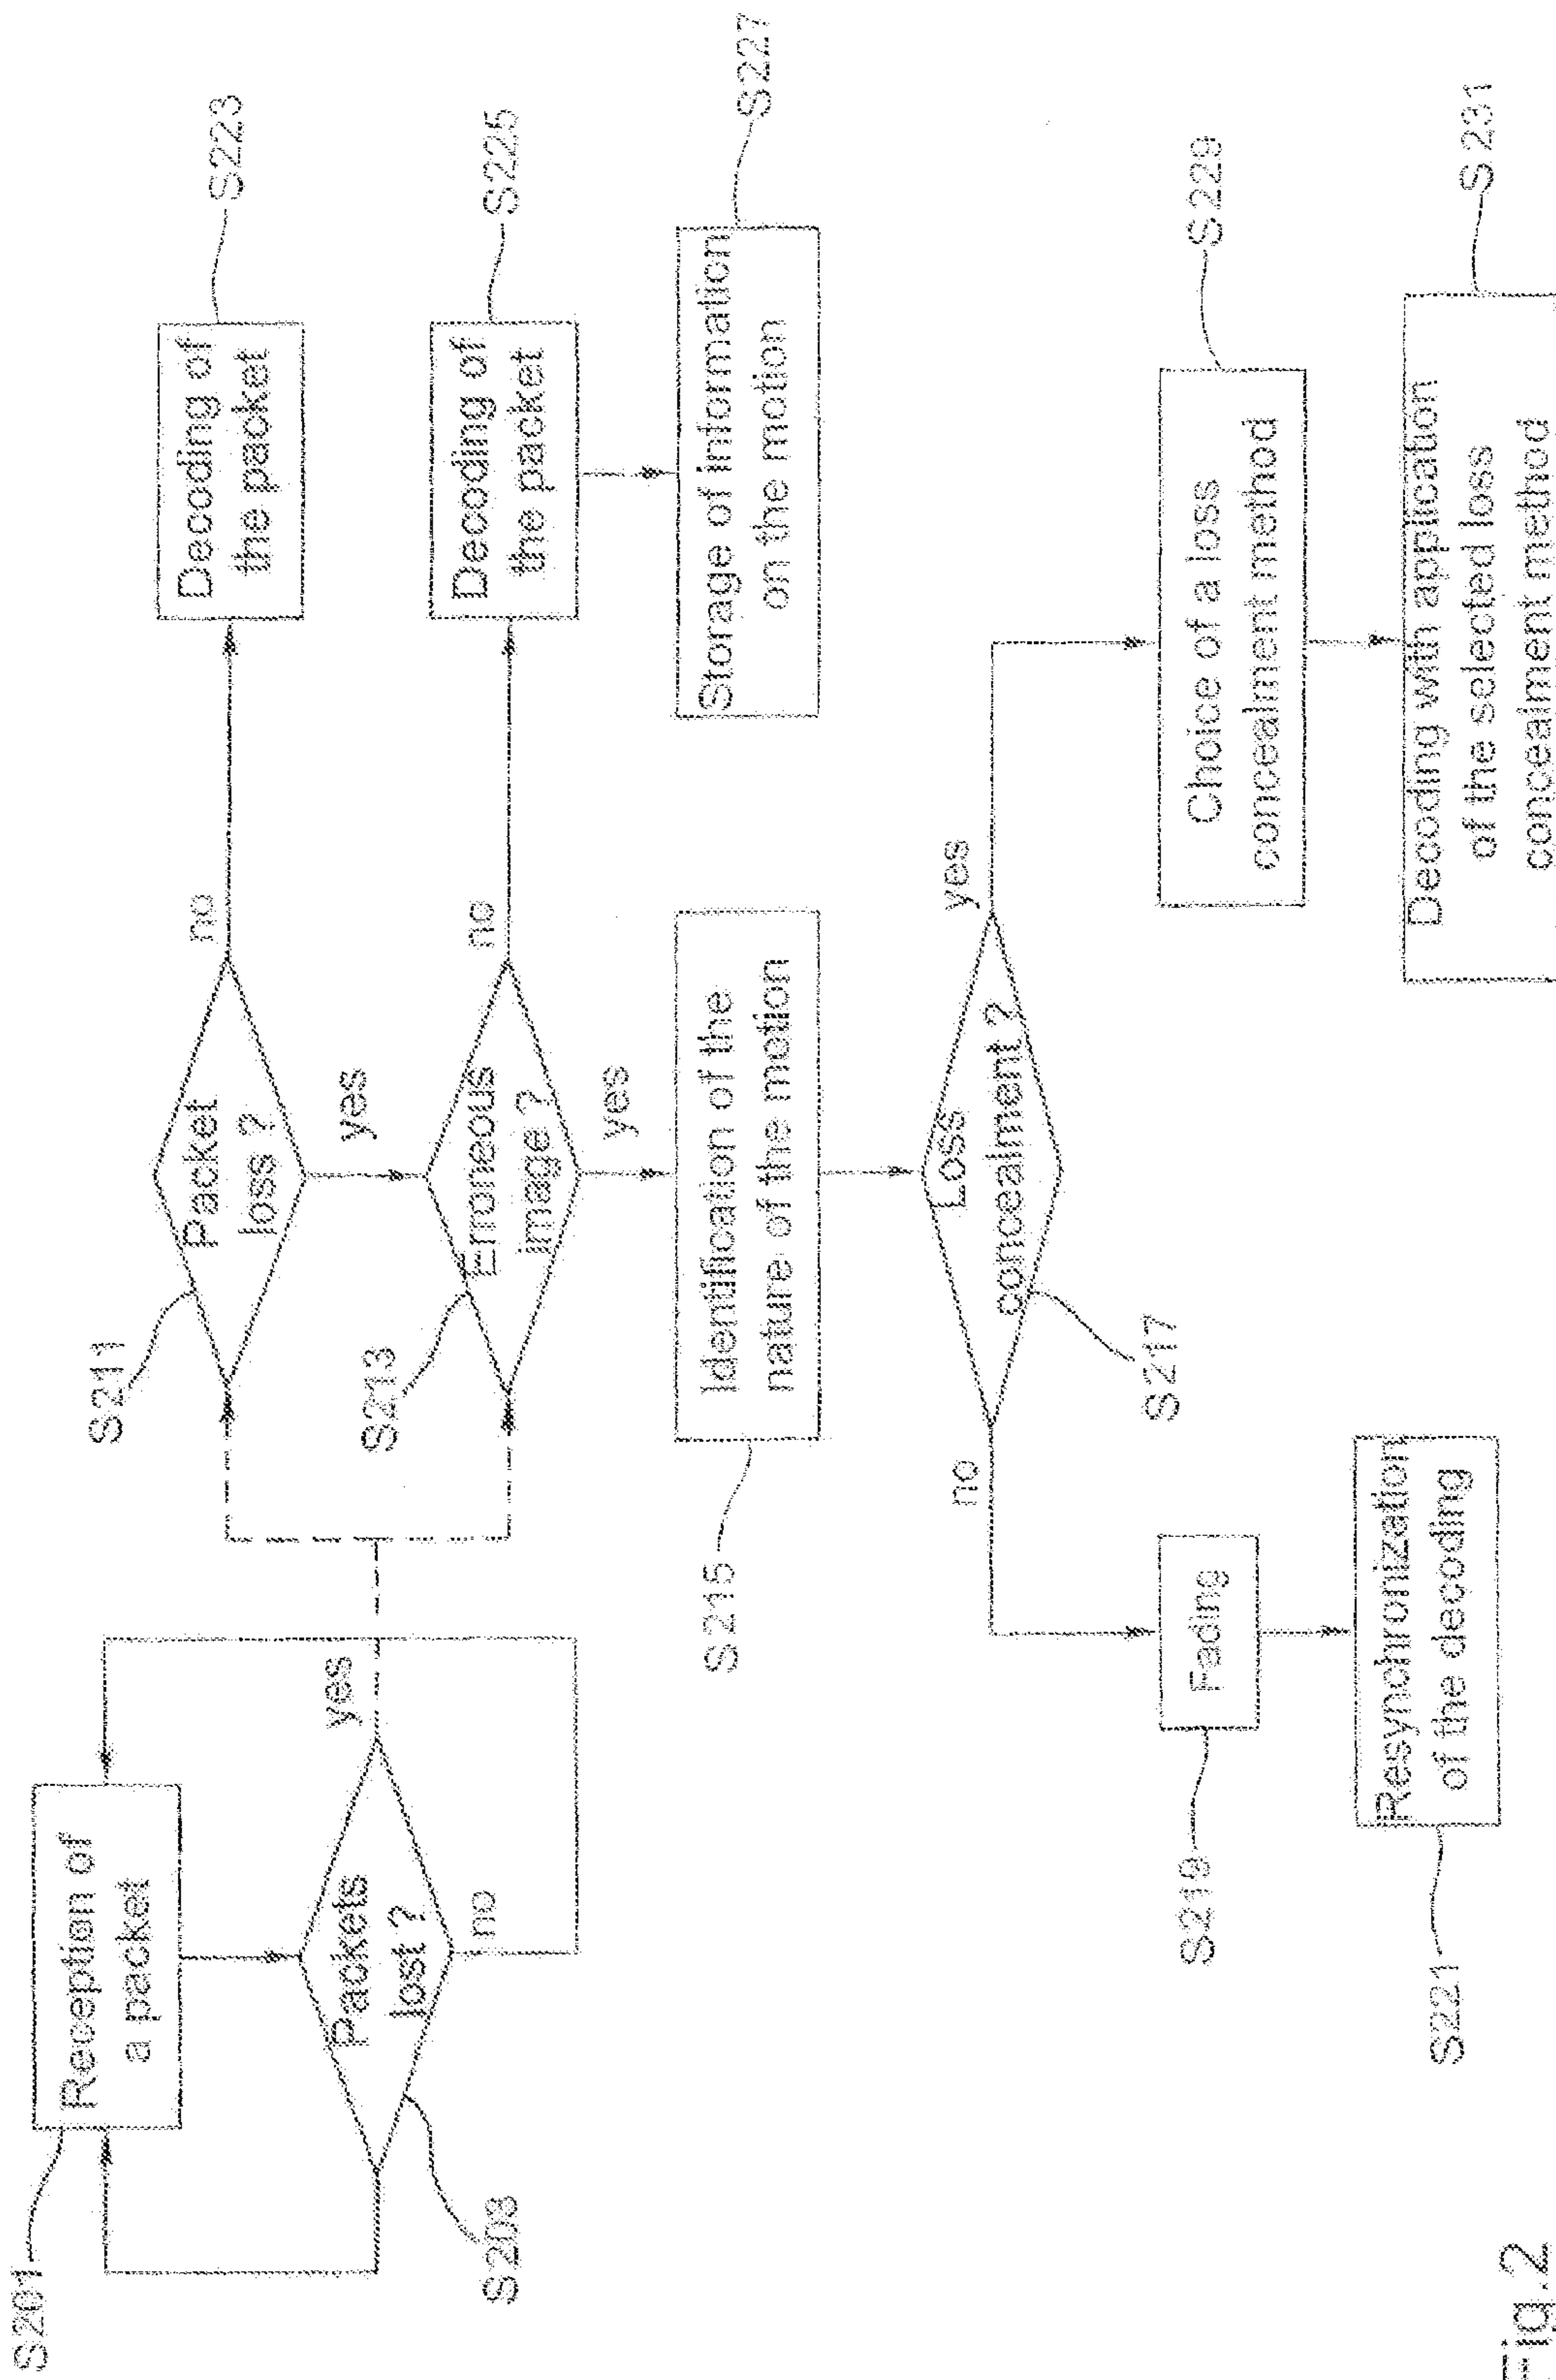 S201
Reception of
a packet
Packets
lost ?
yes
no
S203
S211
Packet
loss ?
no
yes
Decoding of
the packet
S223
S213
Erroneous
image ?
no
yes
Decoding of
the packet
S225
S215
Identification of the
nature of the motion
Storage of information
on the motion
S227
Loss
concealment ?
no
yes
S217
S219
Fading
Choice of a loss
concealment method
S229
S221
Resynchronization
of the decoding
Decoding with application
of the selected loss
concealment method
S231
Fig.2